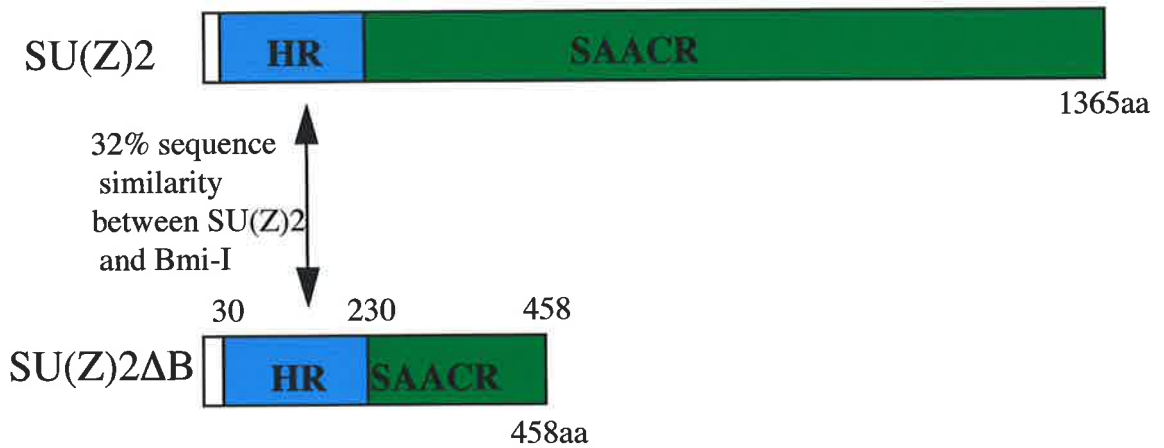 SU(Z)2
HR
SAACR
1365aa
32% sequence
similarity
between SU(Z)2
and Bmi-I
30 230 458
SU(Z)2ΔB
HR
SAACR
458aa